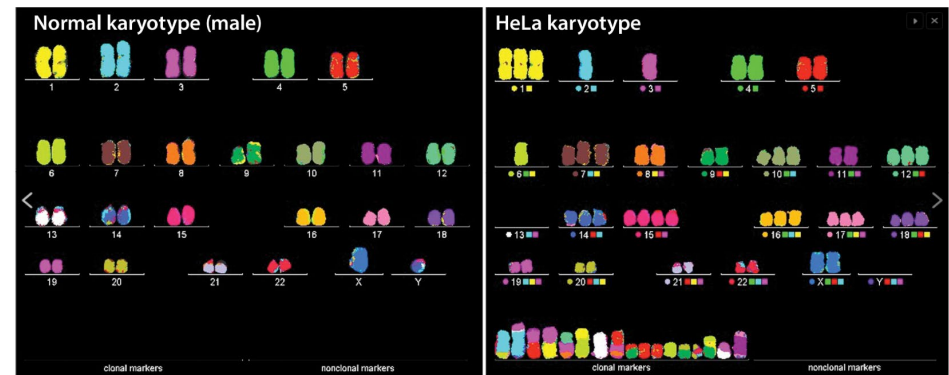 Normal karyotype (male)
1 2 3 4 5
6 7 8 9 10 11 12
13 14 15 16 17 18
19 20 21 22 X Y
clonal markers nonclonal markers
HeLa karyotype
1 2 3 4 5
6 7 8 9 10 11 12
13 14 15 16 17 18
19 20 21 22 X Y
clonal markers nonclonal markers